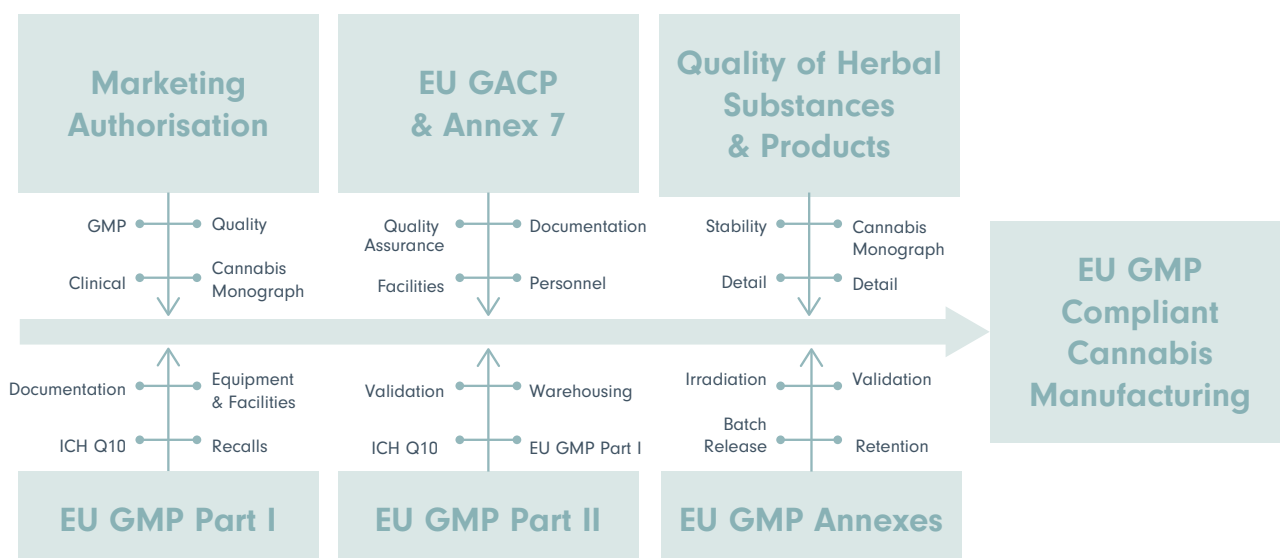 Marketing
Authorisation
EU GACP
& Annex 7
Quality of Herbal
Substances
& Products
GMP
Quality
Clinical
Cannabis
Monograph
Quality
Assurance
Documentation
Facilities
Personnel
Stability
Cannabis
Monograph
Detail
Detail
EU GMP
Compliant
Cannabis
Manufacturing
Documentation
Equipment
& Facilities
ICH Q10
Recalls
Validation
Warehousing
ICH Q10
EU GMP Part I
Irradiation
Validation
Batch
Release
Retention
EU GMP Part I
EU GMP Part II
EU GMP Annexes